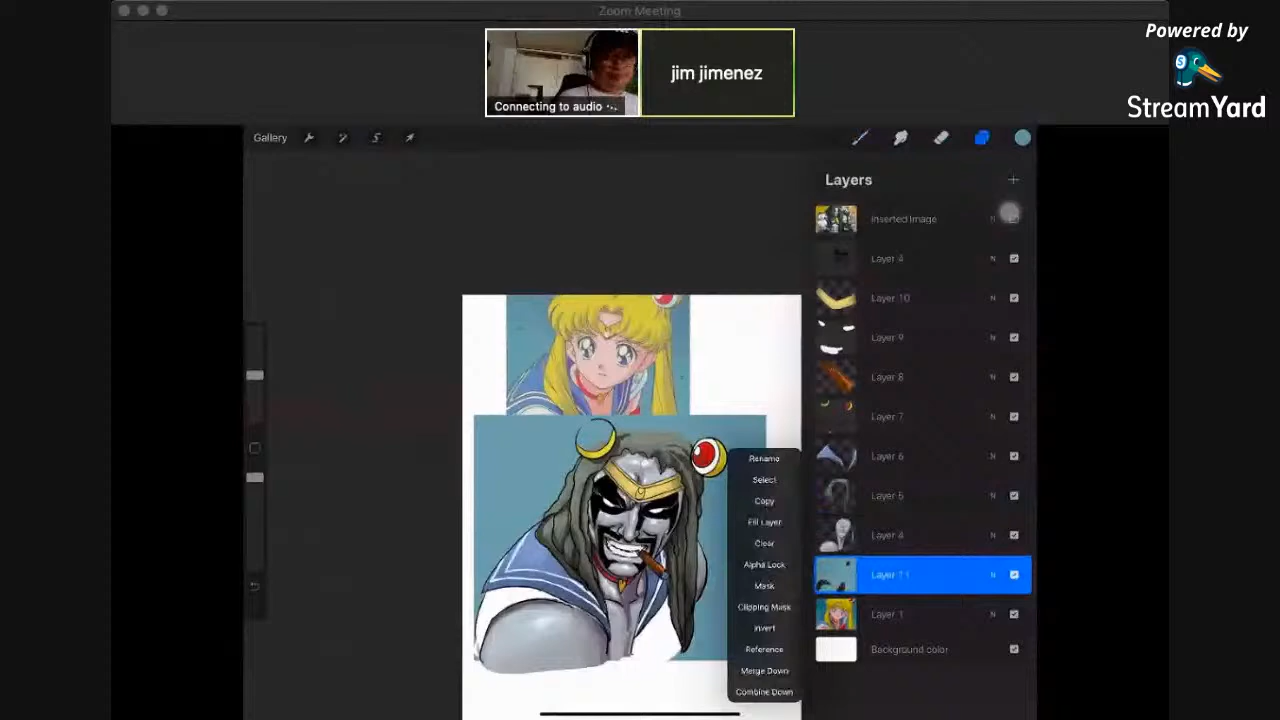 Zoom Meeting
Powered by
StreamYard
Connecting to audio ...
jim jimenez
Gallery
Layers
Inserted Image N
Layer 4 N
Layer 10 N
Layer 9 N
Layer 8 N
Layer 7 N
Layer 6 N
Layer 5 N
Layer 4 N
Layer 11 N
Layer 1 N
Background color
Rename
Select
Copy
Fill Layer
Clear
Alpha Lock
Mask
Clipping Mask
Invert
Reference
Merge Down
Combine Down